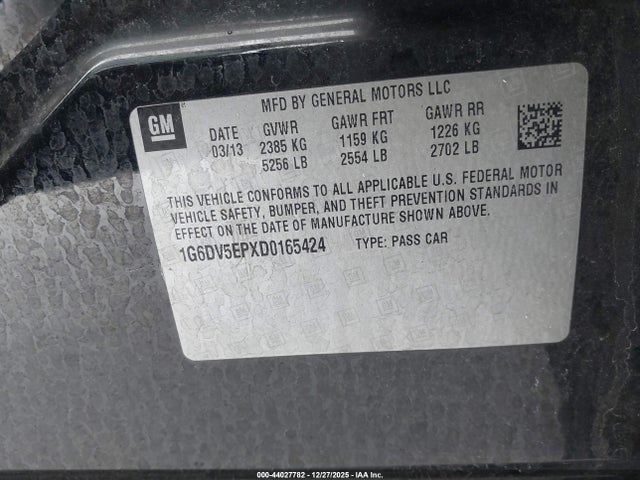 MFD BY GENERAL MOTORS LLC
GM
DATE GVWR GAWR FRT GAWR RR
03/13 2385 KG 1159 KG 1226 KG
5256 LB 2554 LB 2702 LB
THIS VEHICLE CONFORMS TO ALL APPLICABLE U.S. FEDERAL MOTOR
VEHICLE SAFETY, BUMPER, AND THEFT PREVENTION STANDARDS IN
EFFECT ON THE DATE OF MANUFACTURE SHOWN ABOVE.
1G6DV5EPXD0165424 TYPE: PASS CAR
000-44027782 - 12/27/2025 - IAA Inc.